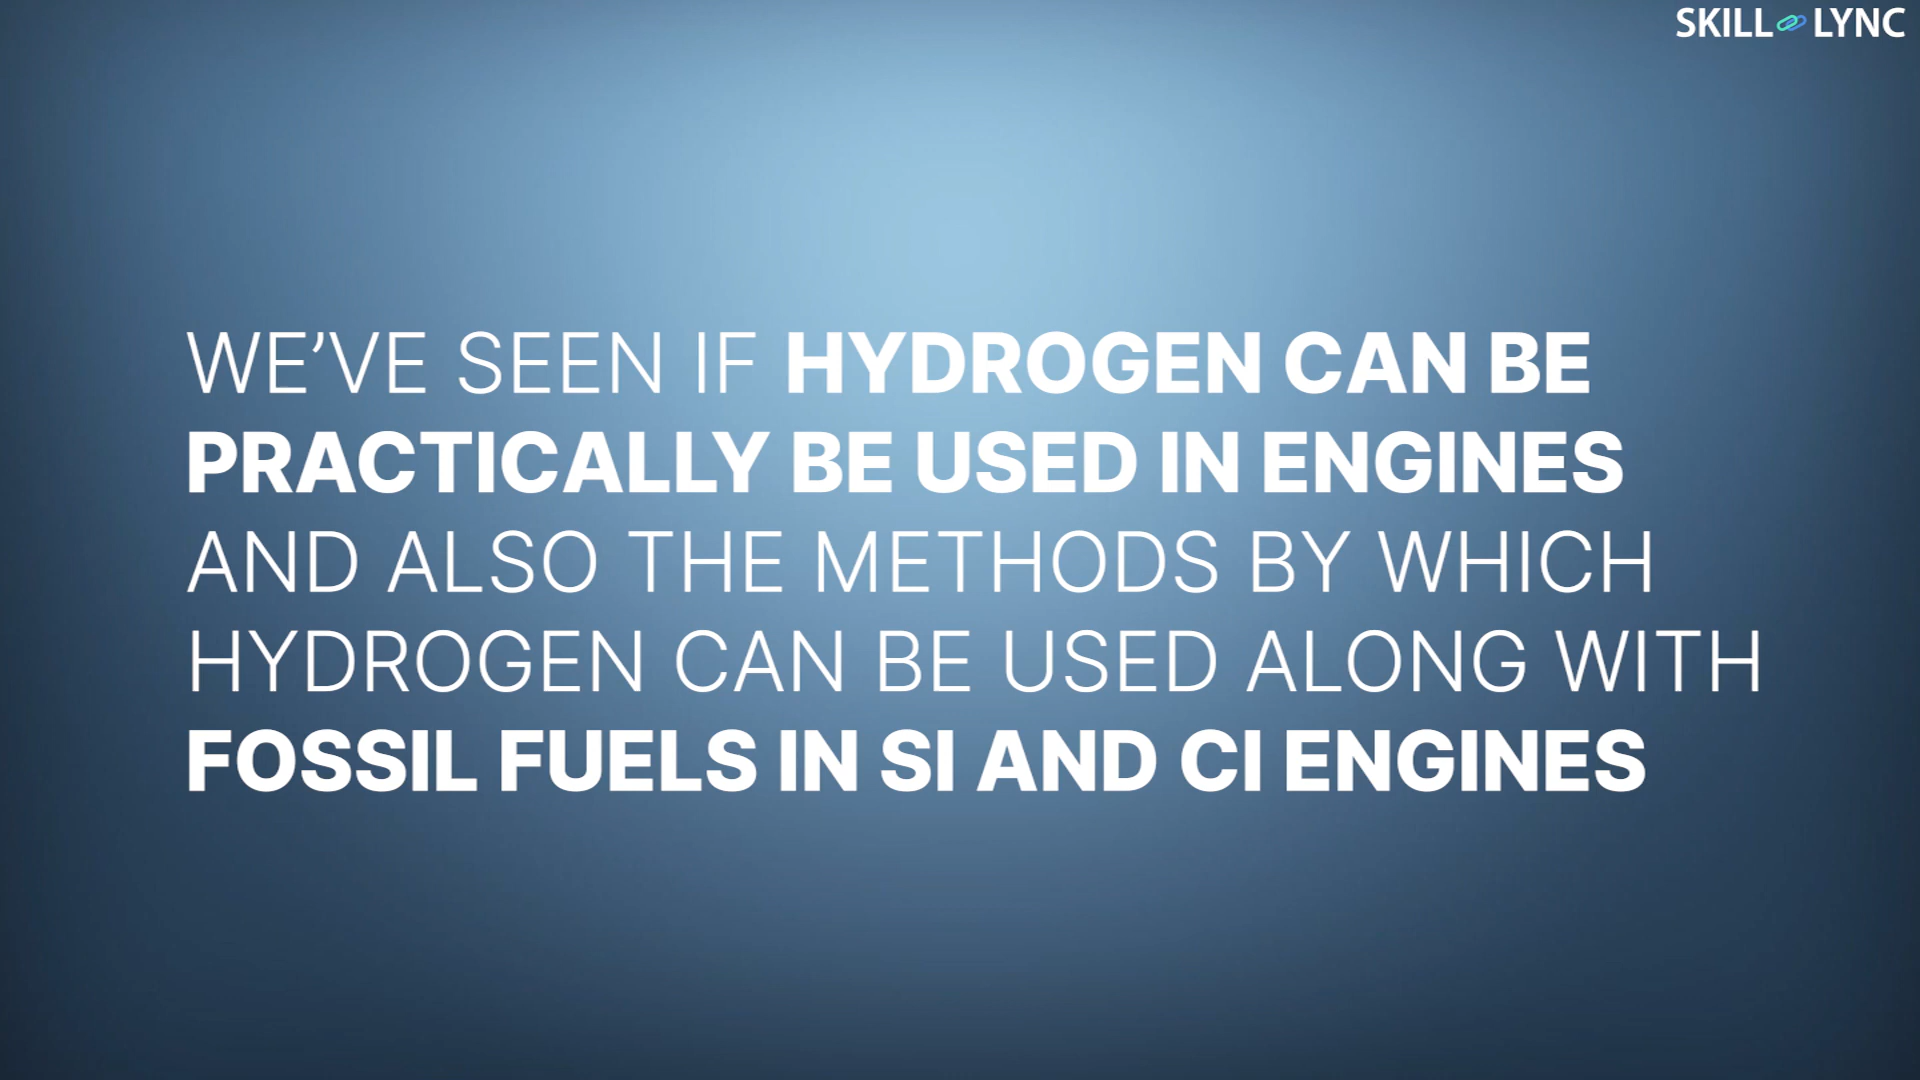 SKILL LYNC
WE’VE SEEN IF HYDROGEN CAN BE
PRACTICALLY BE USED IN ENGINES
AND ALSO THE METHODS BY WHICH
HYDROGEN CAN BE USED ALONG WITH
FOSSIL FUELS IN SI AND CI ENGINES